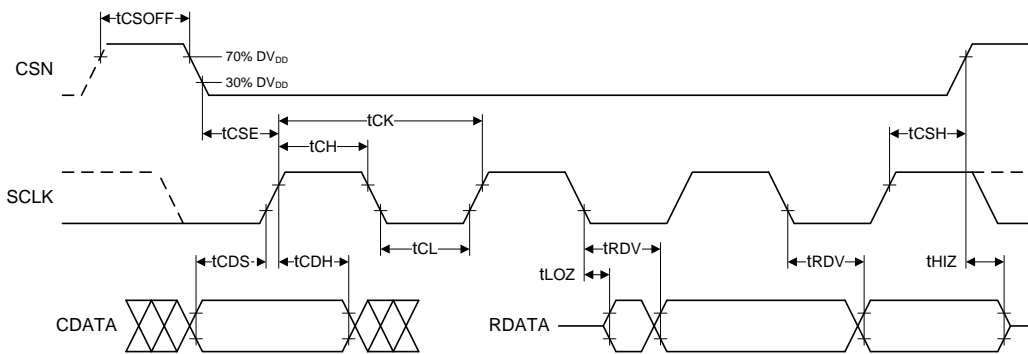 tCSOFF
CSN
70% DVDD
30% DVDD
tCSE
tCK
tCH
tCSH
SCLK
tCL
tCDS
tCDH
tRDV
tRDV
tLOZ
tHIZ
CDATA
RDATA